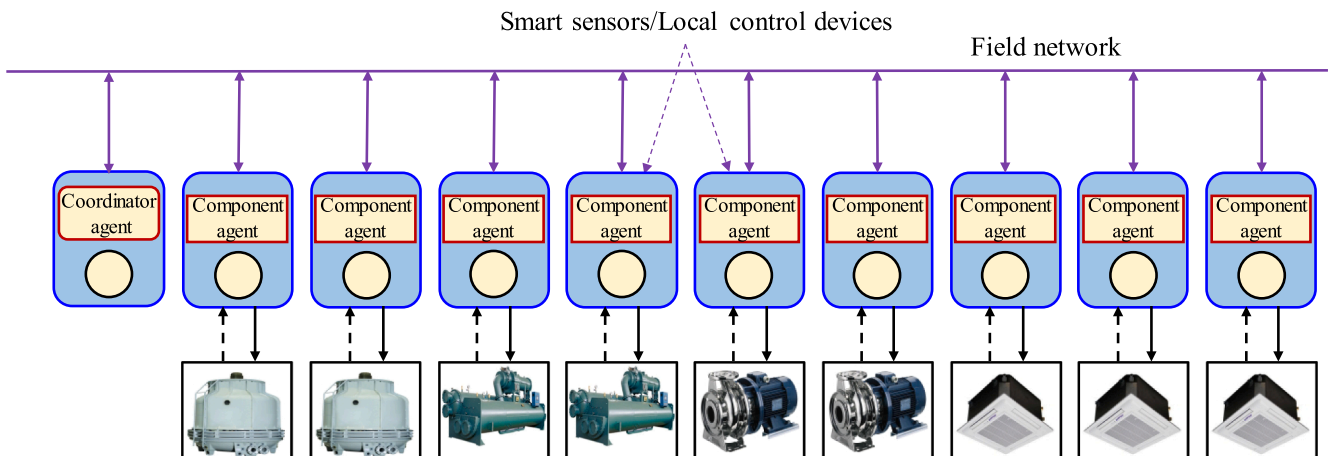 Smart sensors/Local control devices
Field network
Coordinator
agent
Component
agent
Component
agent
Component
agent
Component
agent
Component
agent
Component
agent
Component
agent
Component
agent
Component
agent